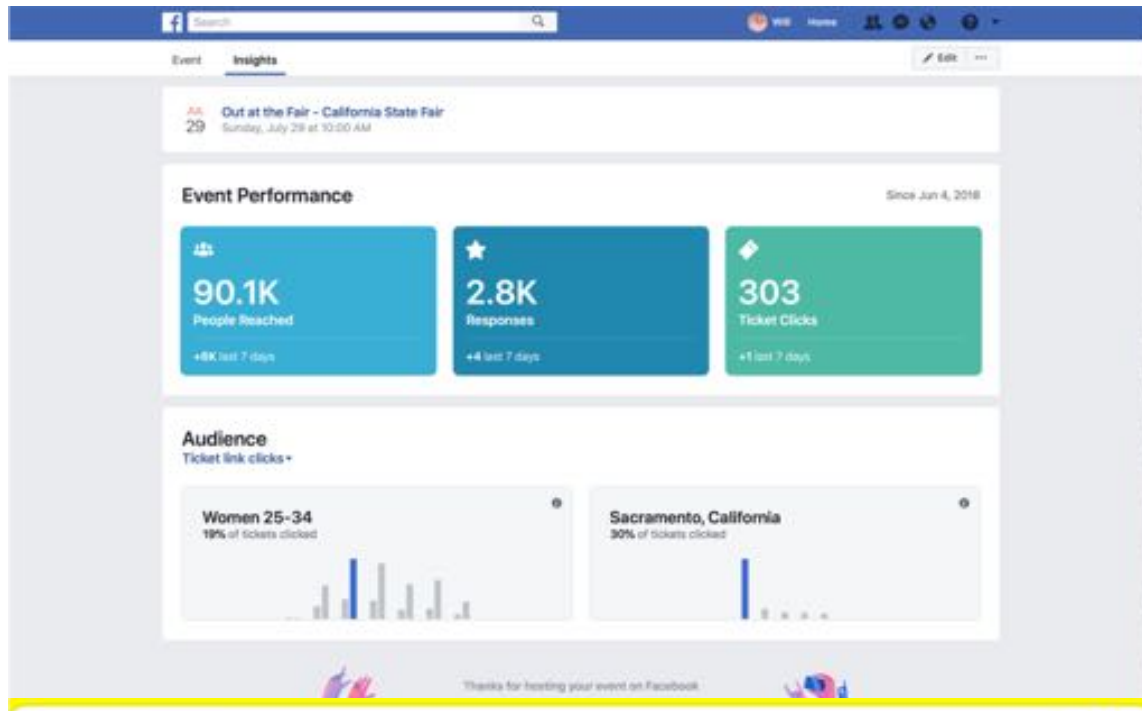 f Search
Will Home
Event Insights
Edit
JUL
29
Out at the Fair - California State Fair
Sunday, July 29 at 10:00 AM
Event Performance
Since Jun 4, 2018
90.1K
People Reached
+6K last 7 days
2.8K
Responses
+4 last 7 days
303
Ticket Clicks
+1 last 7 days
Audience
Ticket link clicks
Women 25-34
19% of tickets clicked
Sacramento, California
30% of tickets clicked
Thanks for hosting your event on Facebook